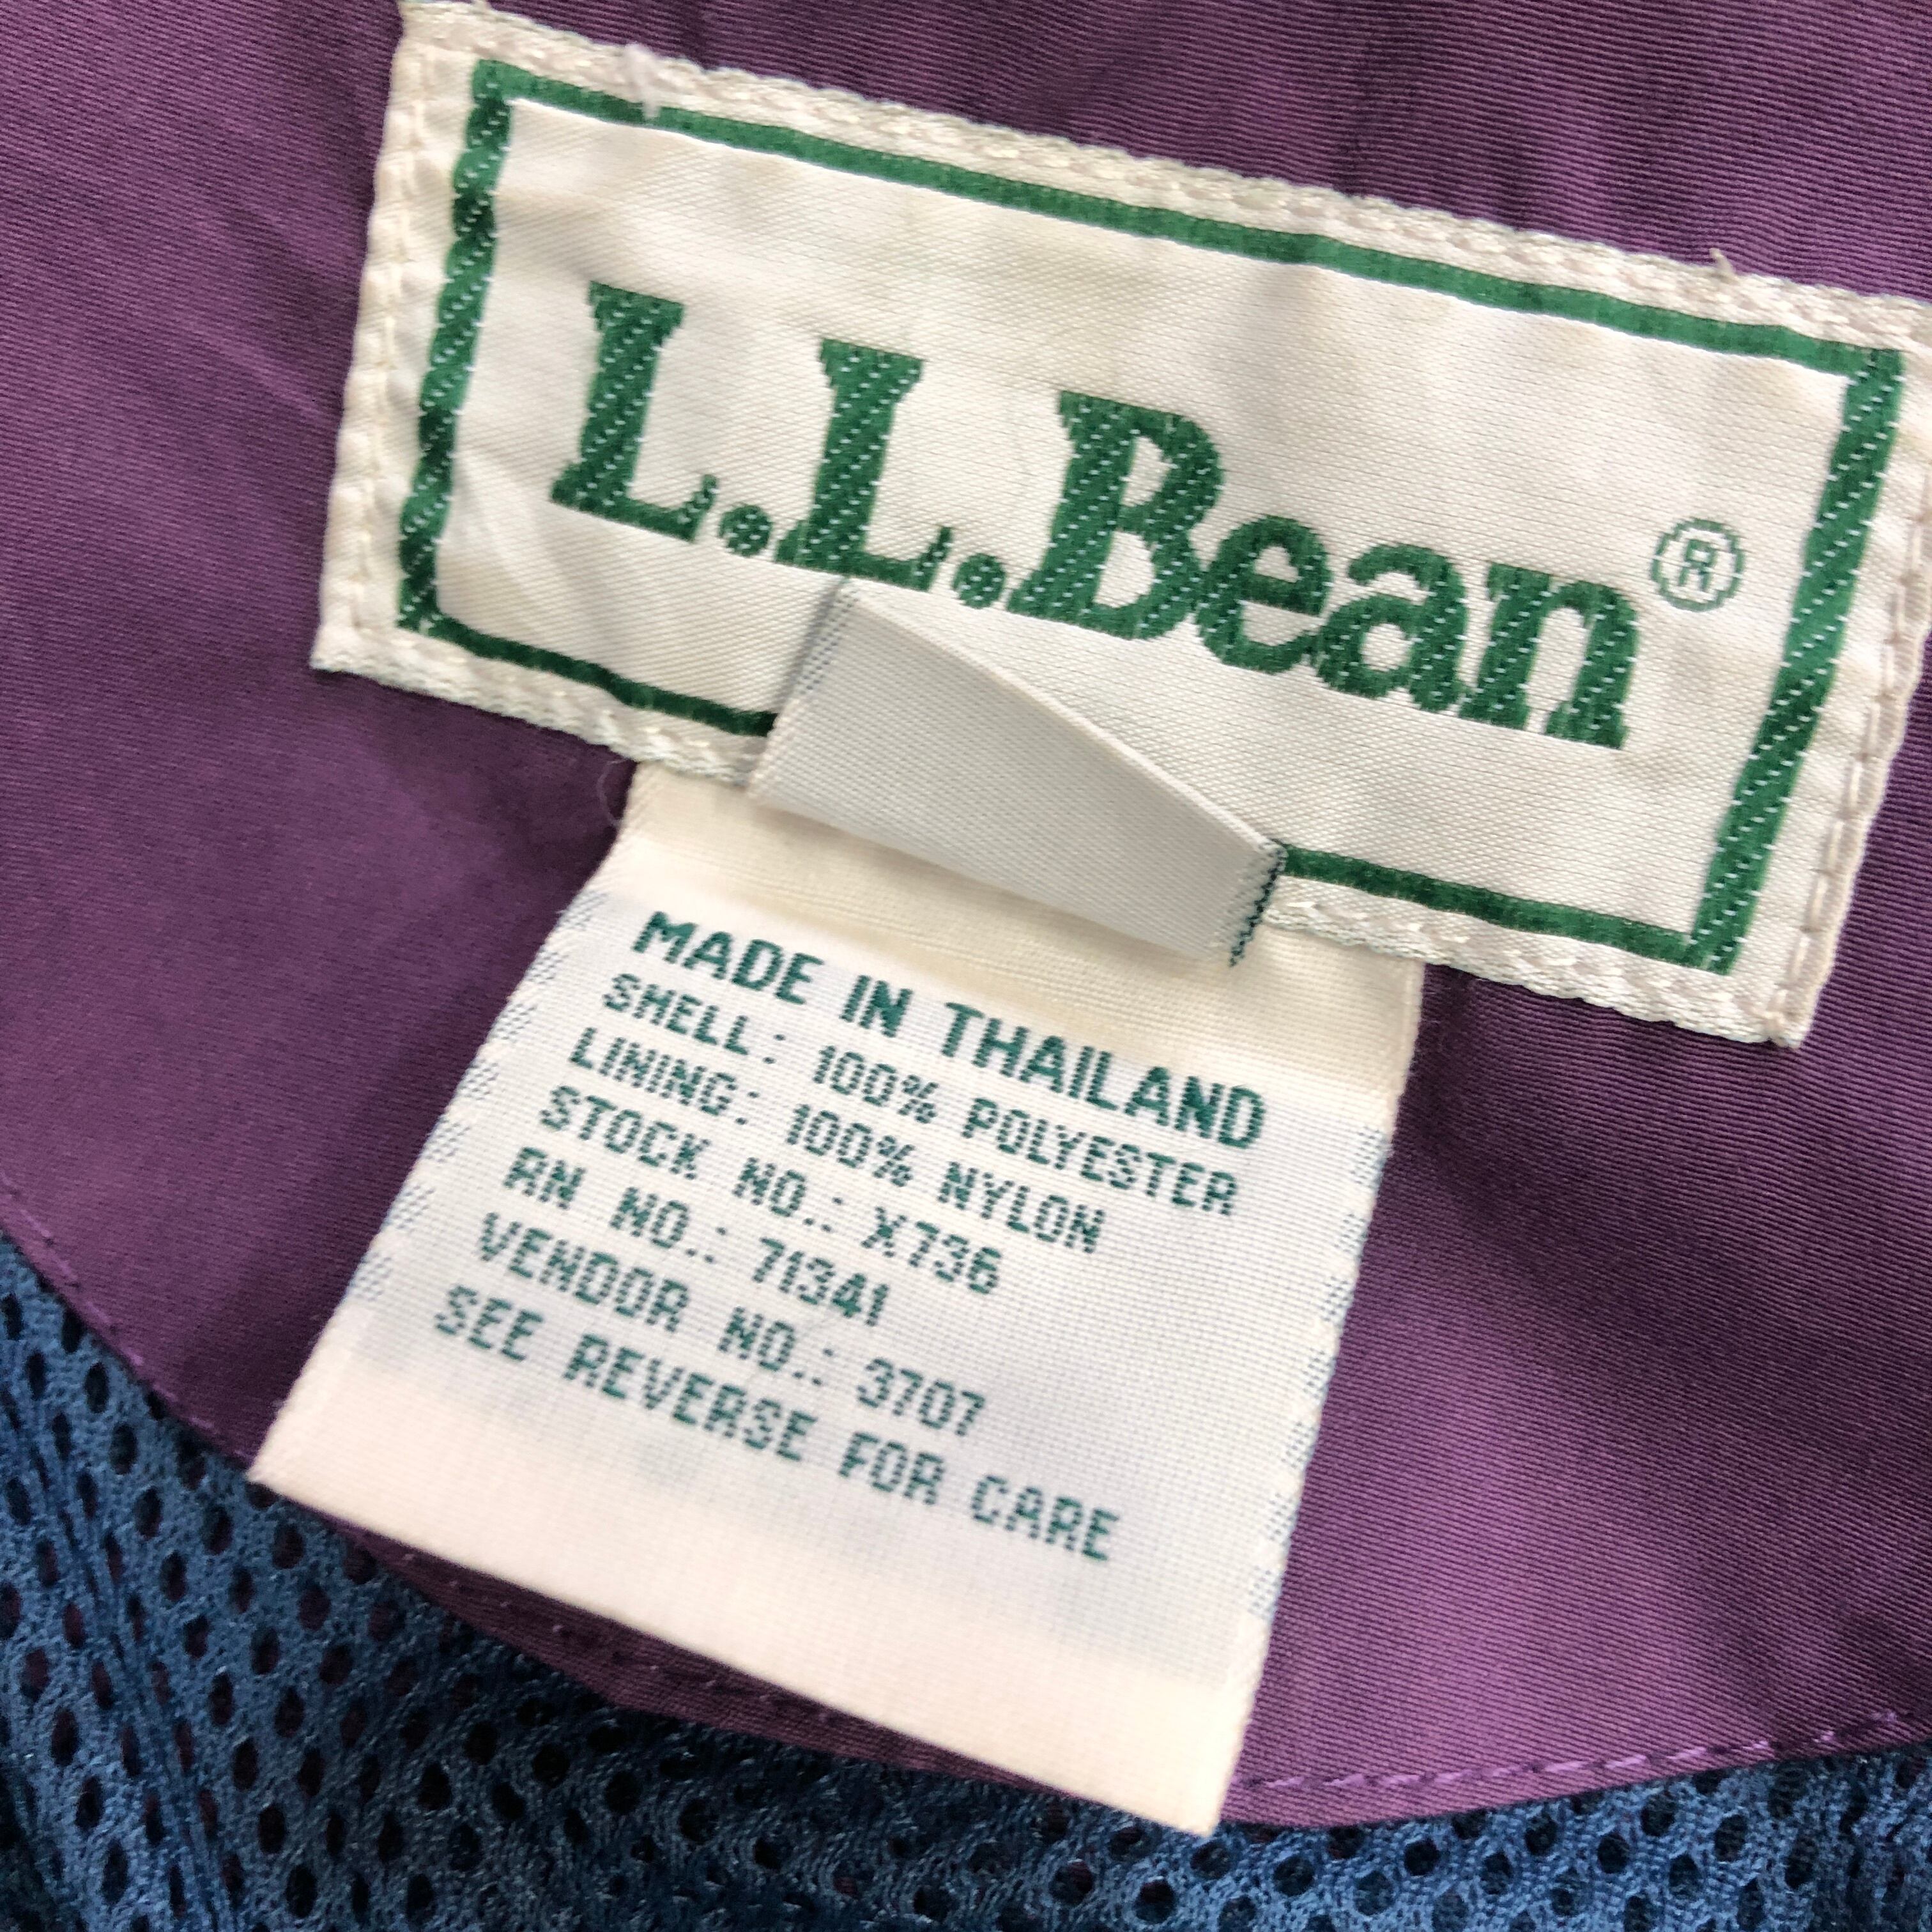 L.L.Bean®
MADE IN THAILAND
SHELL: 100% POLYESTER
LINING: 100% NYLON
STOCK NO.: X736
RN NO.: 71341
VENDOR NO.: 3707
SEE REVERSE FOR CARE